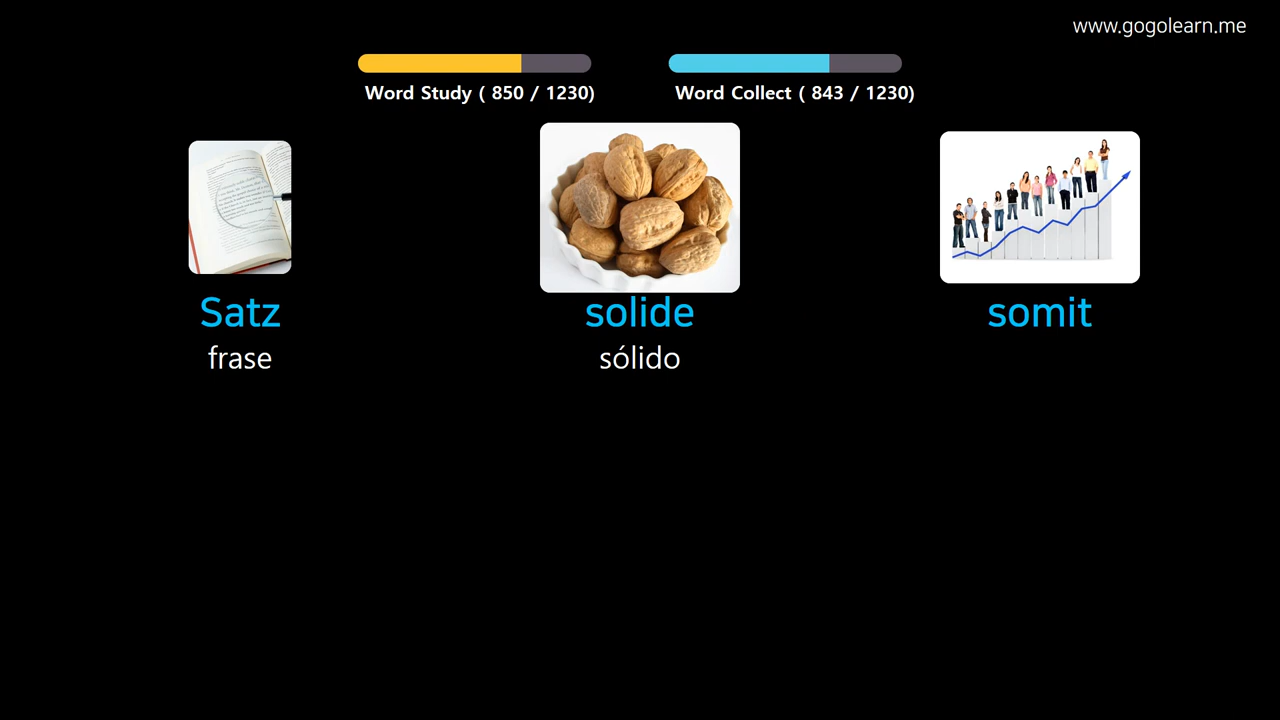 www.gogolearn.me
Word Study ( 850 / 1230)
Word Collect ( 843 / 1230)
Satz
frase
solide
sólido
somit